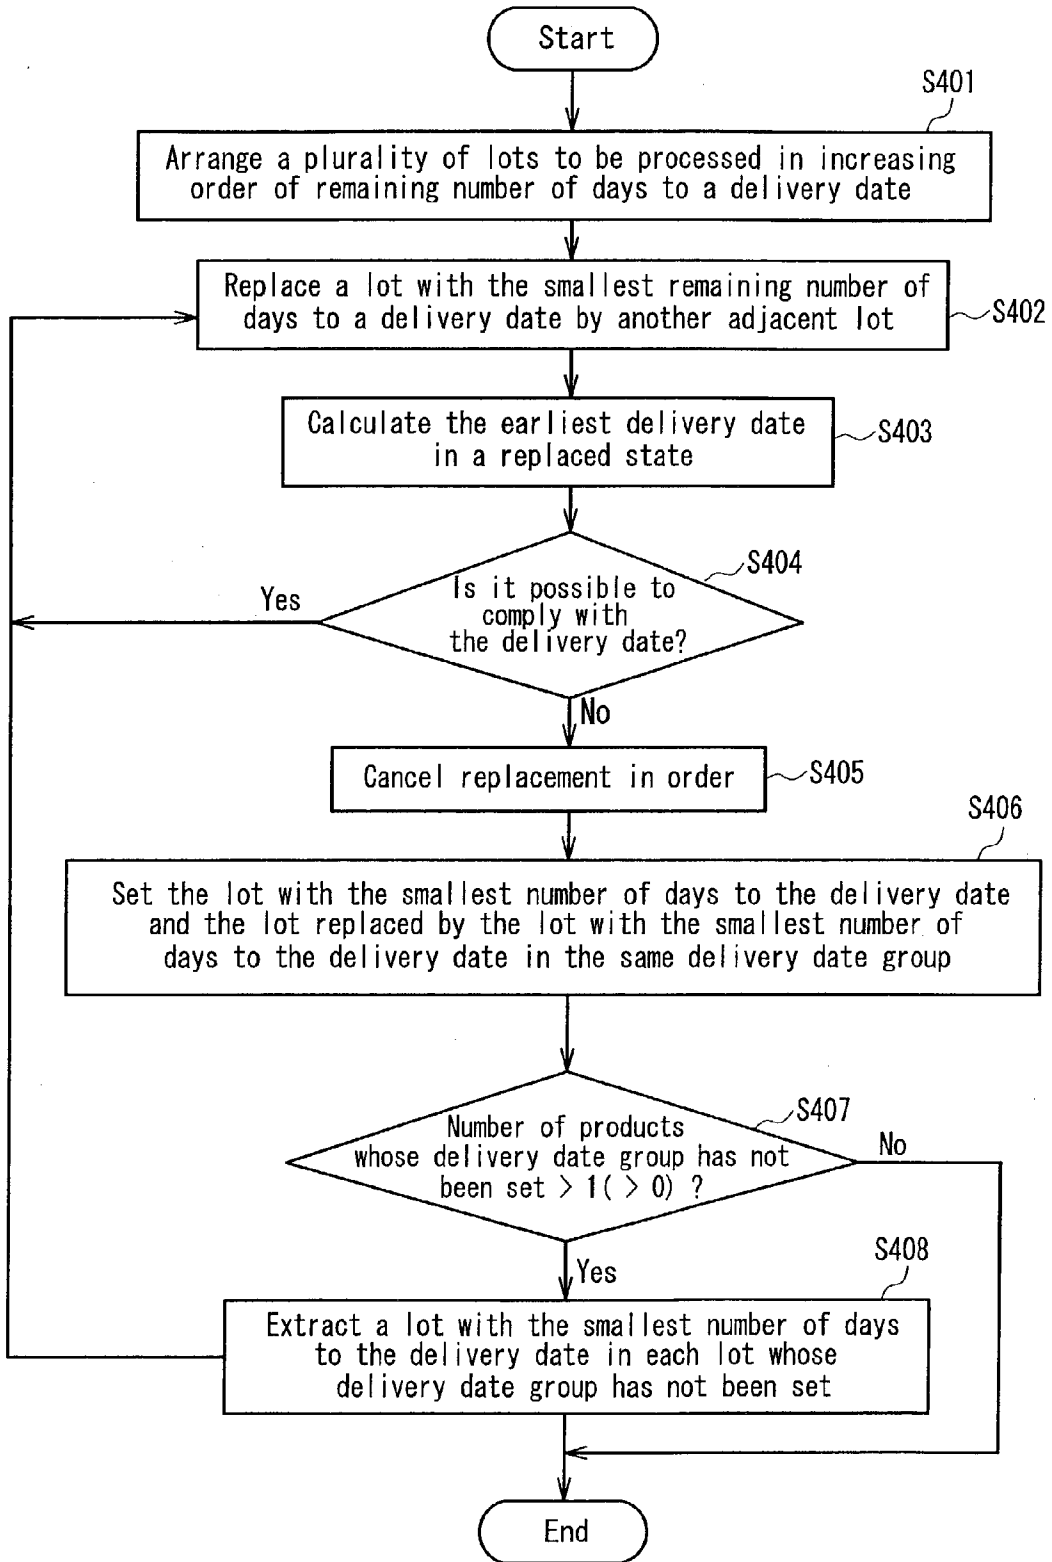 Start
S401
Arrange a plurality of lots to be processed in increasing
order of remaining number of days to a delivery date
Replace a lot with the smallest remaining number of
days to a delivery date by another adjacent lot
S402
Calculate the earliest delivery date
in a replaced state
S403
S404
Is it possible to
comply with
the delivery date?
Yes
No
Cancel replacement in order
S405
S406
Set the lot with the smallest number of days to the delivery date
and the lot replaced by the lot with the smallest number of
days to the delivery date in the same delivery date group
S407
Number of products
whose delivery date group has not
been set > 1( > 0) ?
No
Yes
S408
Extract a lot with the smallest number of days
to the delivery date in each lot whose
delivery date group has not been set
End